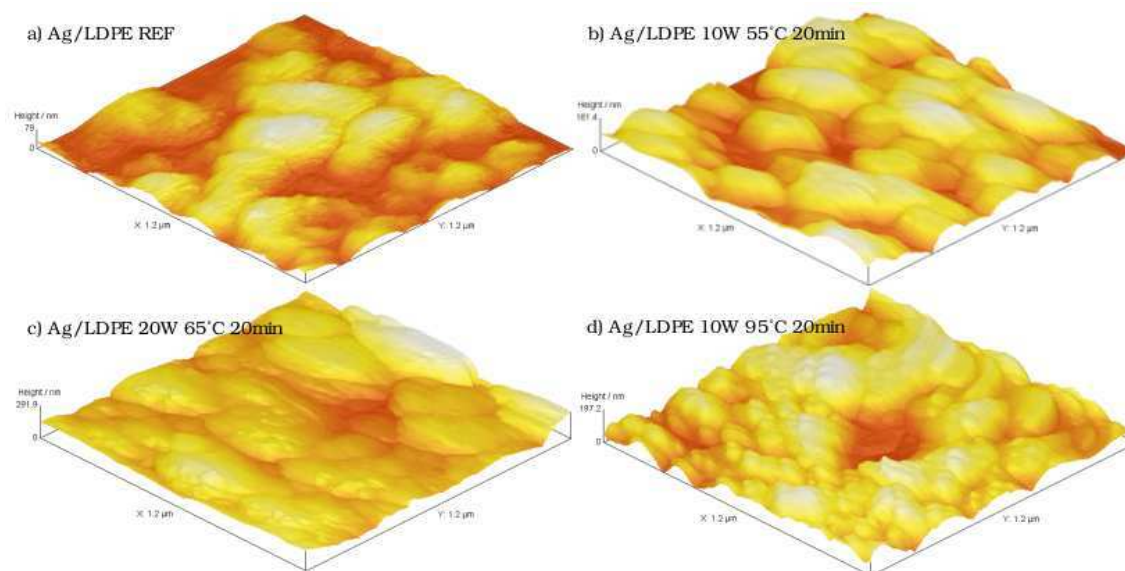 a) Ag/LDPE REF
Height / nm
79
0
X: 1.2 µm
Y: 1.2 µm
b) Ag/LDPE 10W 55°C 20min
Height / nm
161.4
0
X: 1.2 µm
Y: 1.2 µm
c) Ag/LDPE 20W 65°C 20min
Height / nm
291.9
0
X: 1.2 µm
Y: 1.2 µm
d) Ag/LDPE 10W 95°C 20min
Height / nm
197.2
0
X: 1.2 µm
Y: 1.2 µm